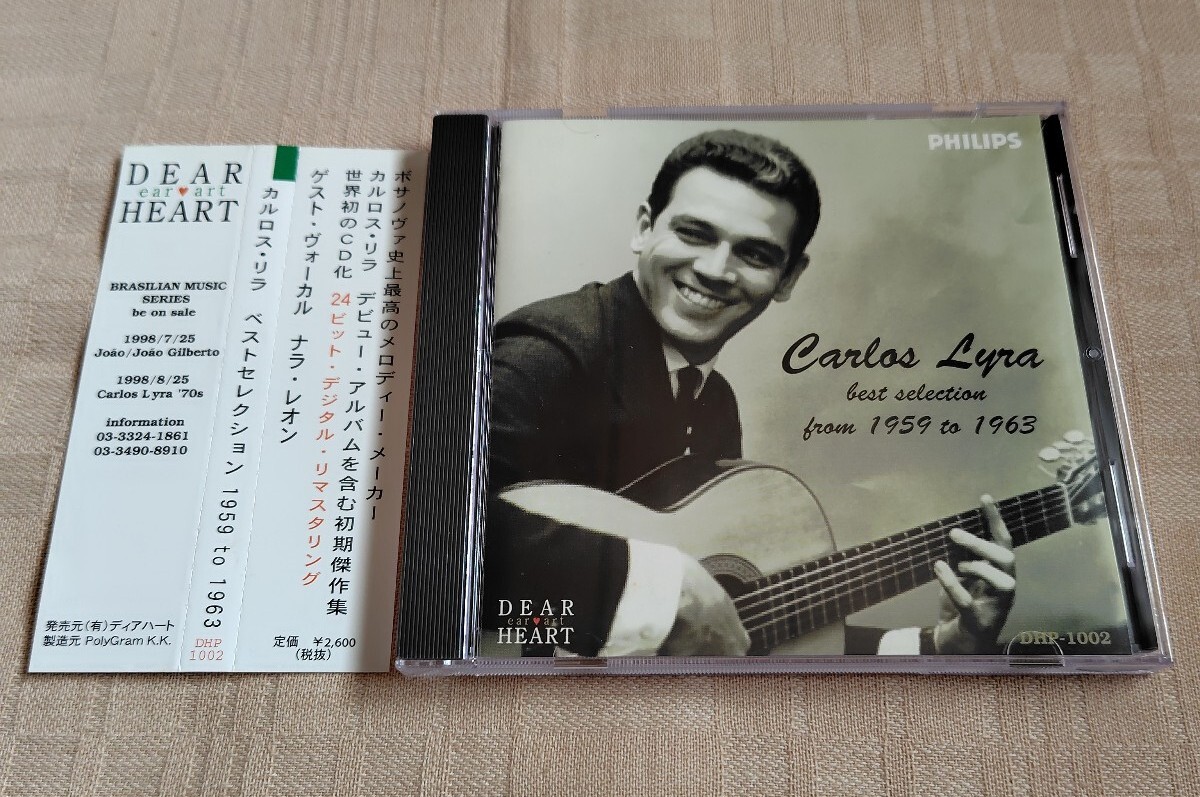 DEAR
ear♥art
HEART
BRASILIAN MUSIC
SERIES
be on sale
1998/7/25
João/João Gilberto
1998/8/25
Carlos Lyra '70s
information
03-3324-1861
03-3490-8910
発売元(有)ディアハート
製造元 PolyGram K.K.
カルロス・リラ ベストセレクション 1959 to 1963
DHP
1002
ボサノヴァ史上最高のメロディー・メーカー
カルロス・リラ デビュー・アルバムを含む初期傑作集
世界初のCD化 24ビット・デジタル・リマスタリング
ゲスト・ヴォーカル ナラ・レオン
定価 ¥2,600
(税抜)
PHILIPS
Carlos Lyra
best selection
from 1959 to 1963
DEAR
ear♥art
HEART
DHP-1002